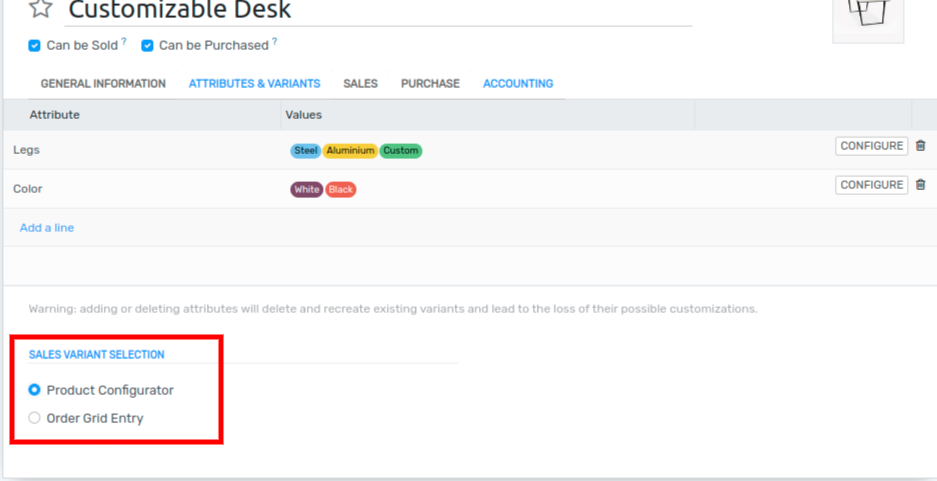 Customizable Desk
Can be Sold ? Can be Purchased ?
GENERAL INFORMATION ATTRIBUTES & VARIANTS SALES PURCHASE ACCOUNTING
Attribute Values
Legs Steel Aluminium Custom CONFIGURE
Color White Black CONFIGURE
Add a line
Warning: adding or deleting attributes will delete and recreate existing variants and lead to the loss of their possible customizations.
SALES VARIANT SELECTION
Product Configurator
Order Grid Entry